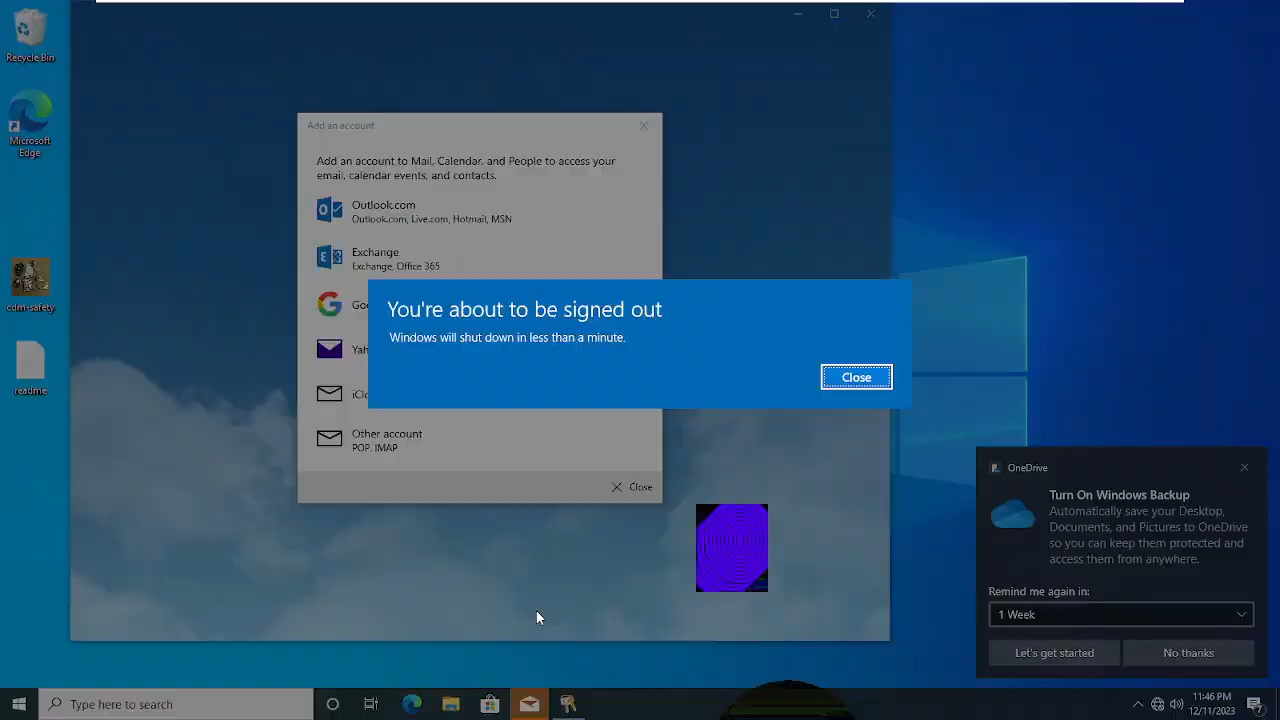 Recycle Bin
Microsoft
Edge
cdm-safety
readme
Add an account
Add an account to Mail, Calendar, and People to access your
email, calendar events, and contacts.
Outlook.com
Outlook.com, Live.com, Hotmail, MSN
Exchange
Exchange, Office 365
Goo
Yah
iClo
Other account
POP, IMAP
Close
You're about to be signed out
Windows will shut down in less than a minute.
Close
OneDrive
Turn On Windows Backup
Automatically save your Desktop,
Documents, and Pictures to OneDrive
so you can keep them protected and
access them from anywhere.
Remind me again in:
1 Week
Let's get started
No thanks
Type here to search
11:46 PM
12/11/2023